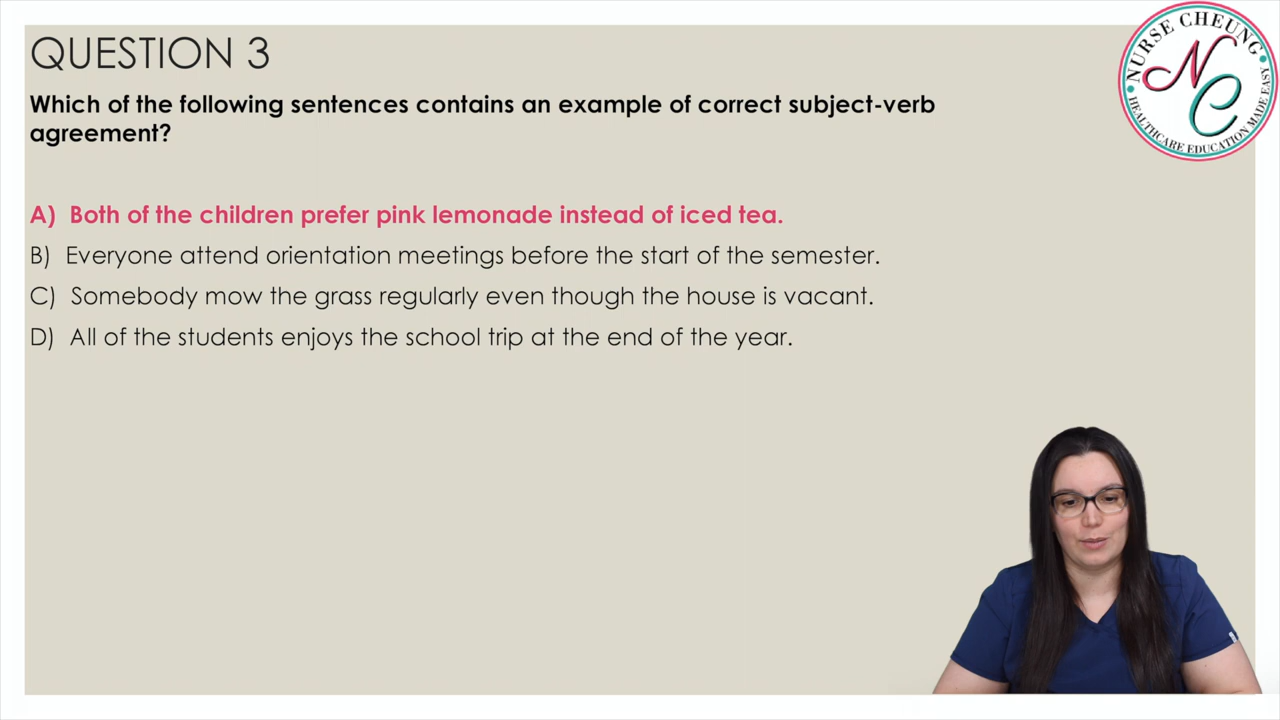 QUESTION 3
NURSE CHEUNG
NC
HEALTHCARE EDUCATION MADE EASY
Which of the following sentences contains an example of correct subject-verb
agreement?
A) Both of the children prefer pink lemonade instead of iced tea.
B) Everyone attend orientation meetings before the start of the semester.
C) Somebody mow the grass regularly even though the house is vacant.
D) All of the students enjoys the school trip at the end of the year.